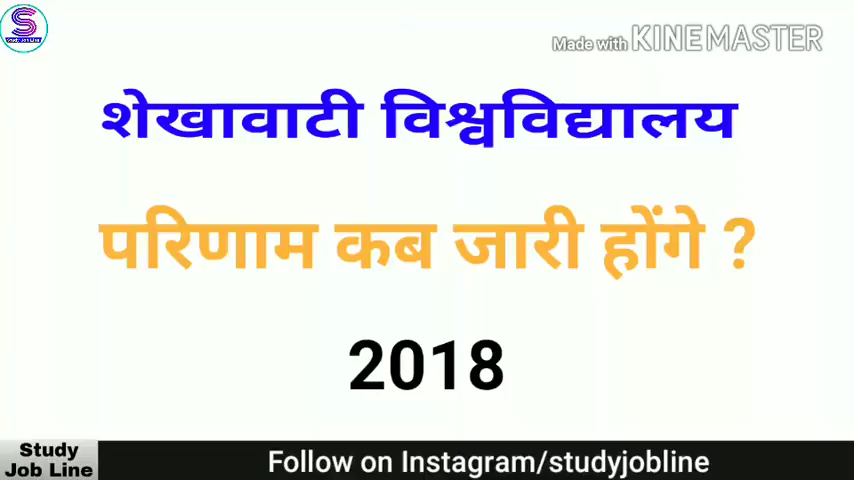 Made with KINEMASTER
शेखावाटी विश्वविद्यालय
परिणाम कब जारी होंगे ?
2018
Study
Job Line
Follow on Instagram/studyjobline